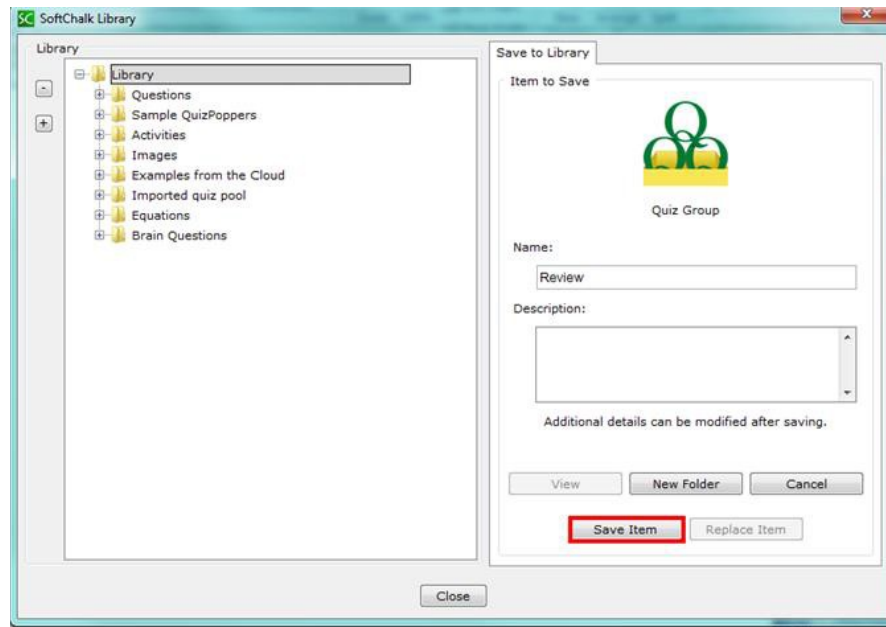 SC SoftChalk Library
Library
Library
Questions
Sample QuizPoppers
Activities
Images
Examples from the Cloud
Imported quiz pool
Equations
Brain Questions
Save to Library
Item to Save
Quiz Group
Name:
Review
Description:
Additional details can be modified after saving.
View New Folder Cancel
Save Item Replace Item
Close